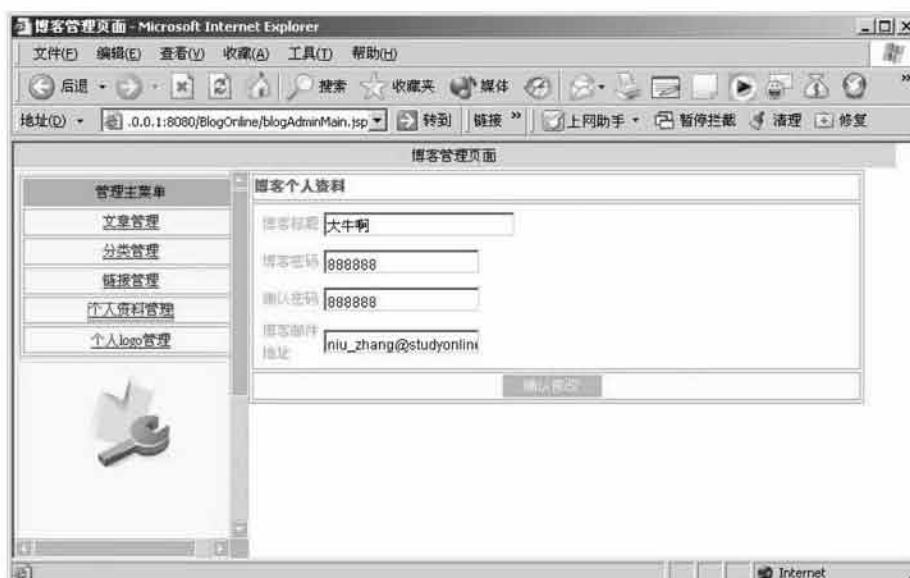 博客管理页面 - Microsoft Internet Explorer
文件(F) 编辑(E) 查看(V) 收藏(A) 工具(T) 帮助(H)
后退 搜索 收藏夹 媒体 »
地址(D) .0.0.1:8080/BlogOnline/blogAdminMain.jsp 转到 链接 » 上网助手 暂停拦截 清理 修复
博客管理页面
管理主菜单
文章管理
分类管理
链接管理
个人资料管理
个人logo管理
博客个人资料
博客标题 大牛啊
博客密码 888888
确认密码 888888
博客邮件地址 niu_zhang@studyonline
确认修改
Internet